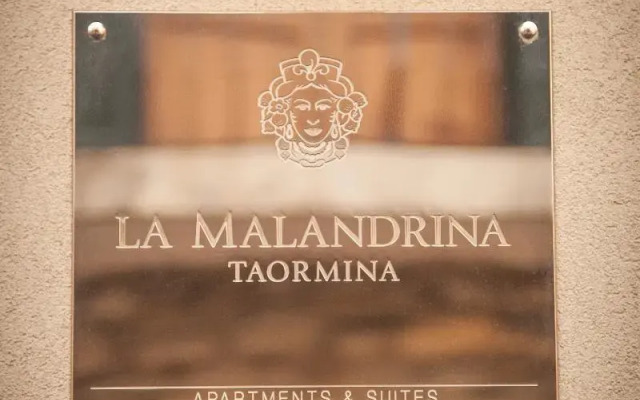 LA MALANDRINA
TAORMINA
APARTMENTS & SUITES